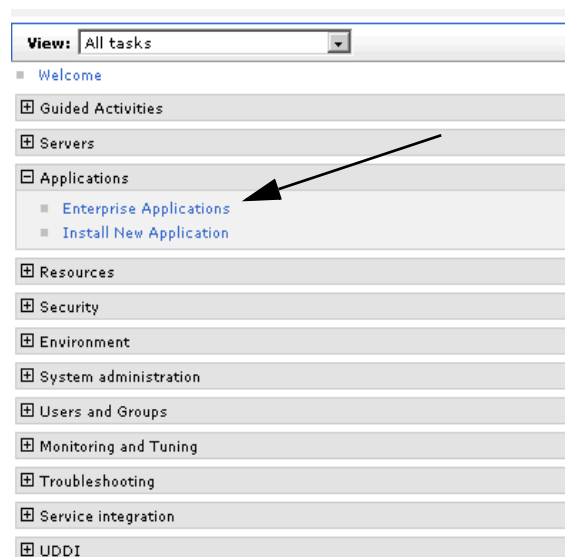 View: All tasks
Welcome
Guided Activities
Servers
Applications
Enterprise Applications
Install New Application
Resources
Security
Environment
System administration
Users and Groups
Monitoring and Tuning
Troubleshooting
Service integration
UDDI